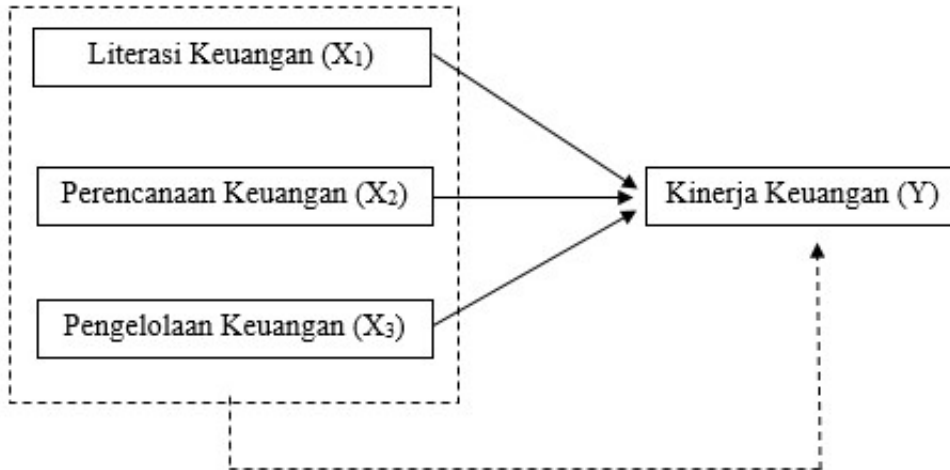 Literasi Keuangan (X₁)
Perencanaan Keuangan (X₂)
Kinerja Keuangan (Y)
Pengelolaan Keuangan (X₃)